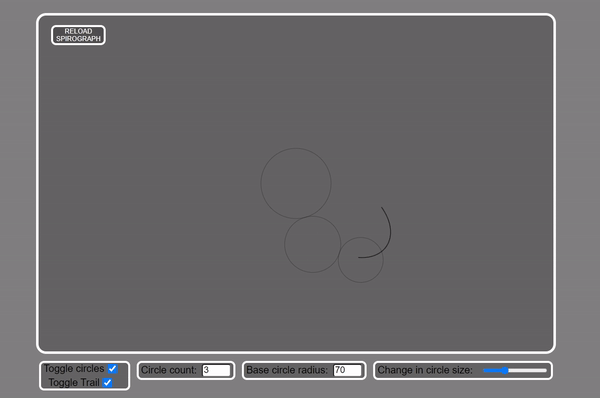 RELOAD
SPIROGRAPH
Toggle circles
Toggle Trail
Circle count: 3
Base circle radius: 70
Change in circle size: